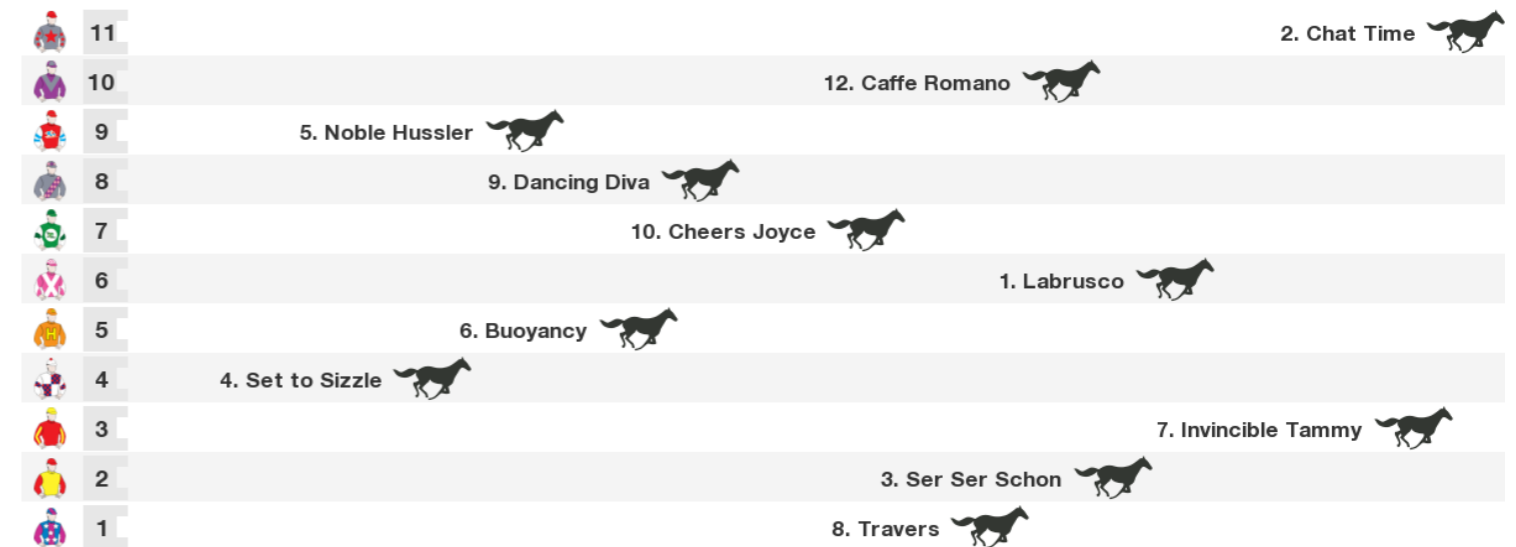 11 2. Chat Time
10 12. Caffe Romano
9 5. Noble Hussler
8 9. Dancing Diva
7 10. Cheers Joyce
6 1. Labrusco
5 6. Buoyancy
H
4 4. Set to Sizzle
3 7. Invincible Tammy
2 3. Ser Ser Schon
1 8. Travers